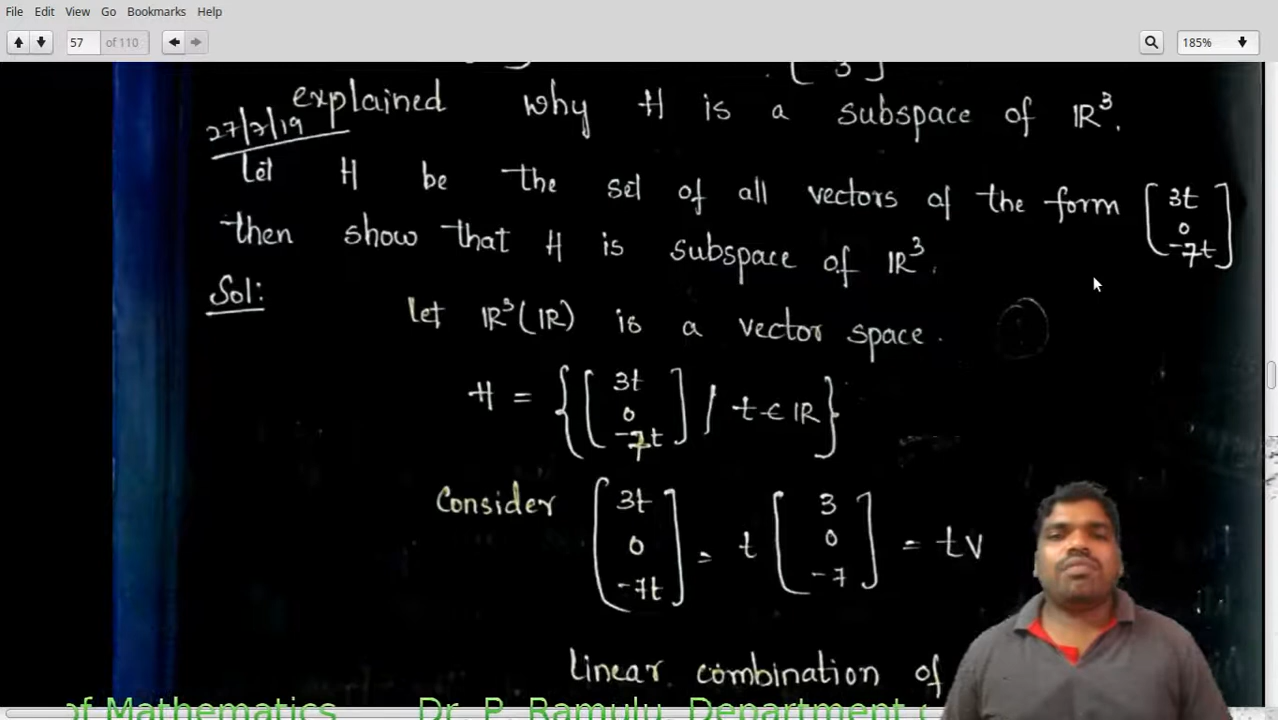 File Edit View Go Bookmarks Help
57 of 110 185%
3
explained why H is a subspace of IR³.
27/7/19
Let H be the set of all vectors of the form [3t 0 -7t]
then show that H is subspace of IR³.
Sol:
let IR³(IR) is a vector space.
H = {[3t 0 -7t] / t ∈ IR}
Consider [3t 0 -7t] = t [3 0 -7] = tv
linear combination of
of Mathematics Dr. P. Ramulu, Department